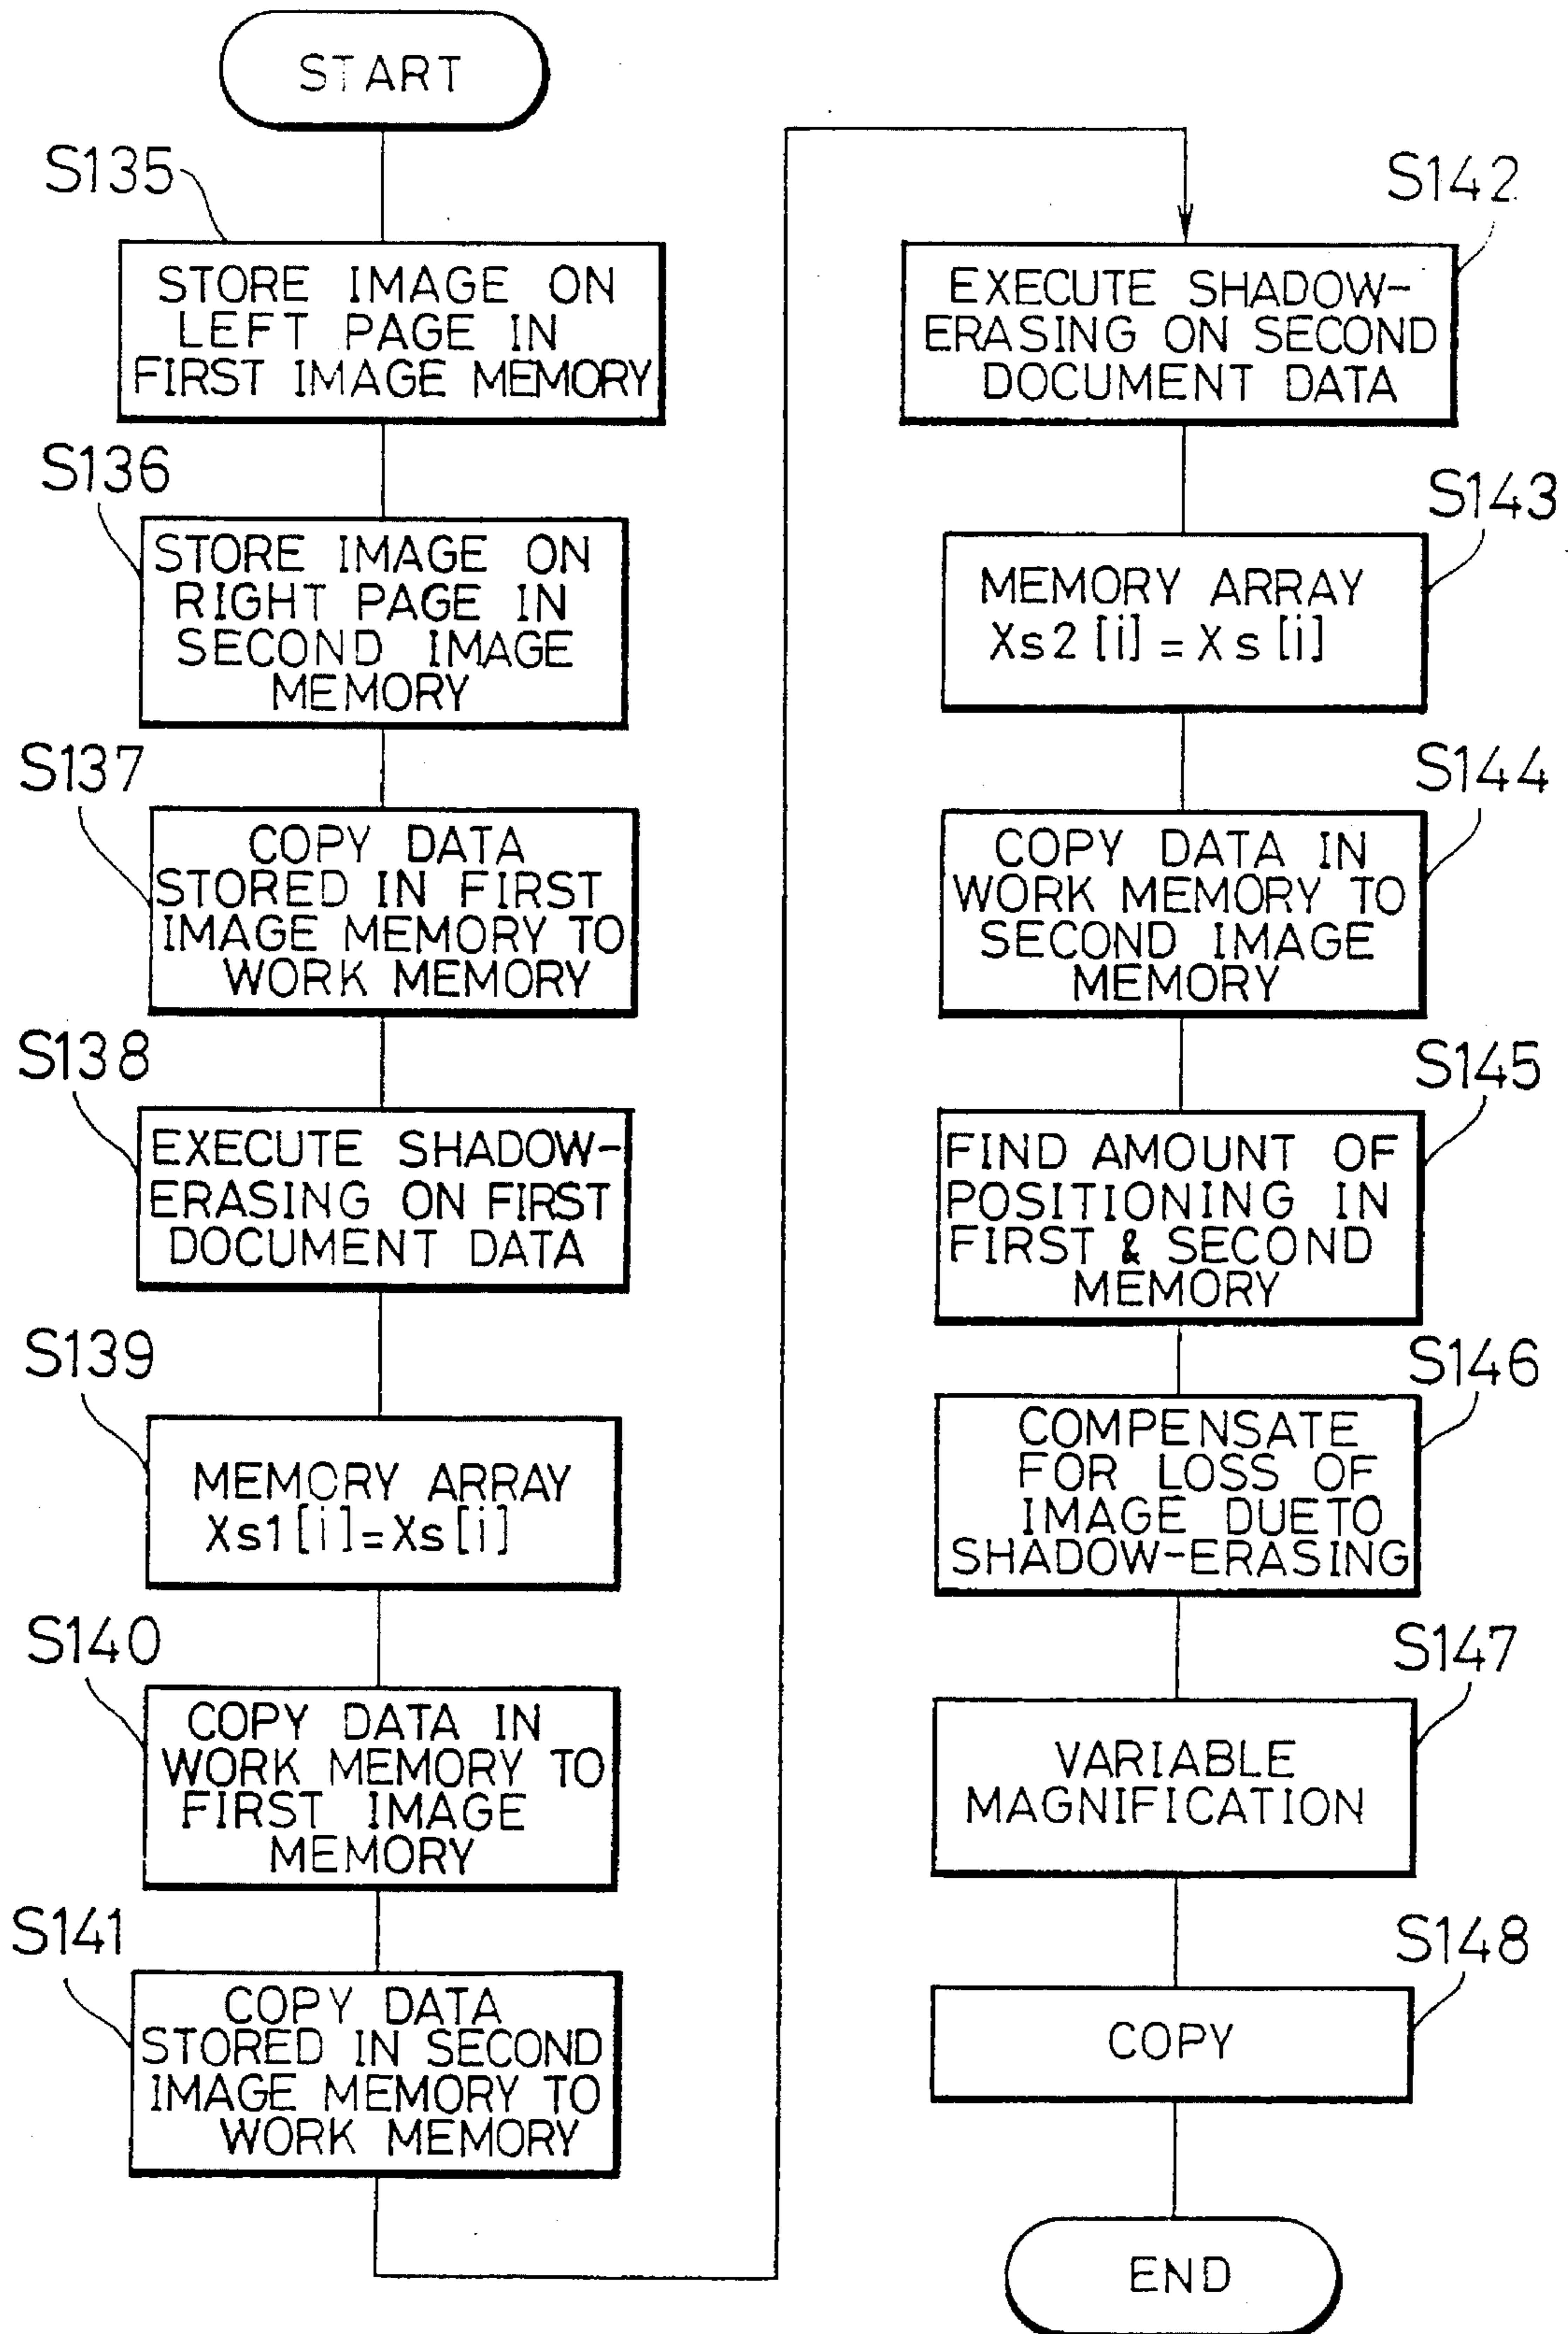 START
S135
STORE IMAGE ON
LEFT PAGE IN
FIRST IMAGE MEMORY
S136
STORE IMAGE ON
RIGHT PAGE IN
SECOND IMAGE
MEMORY
S137
COPY DATA
STORED IN FIRST
IMAGE MEMORY TO
WORK MEMORY
S138
EXECUTE SHADOW-
ERASING ON FIRST
DOCUMENT DATA
S139
MEMORY ARRAY
Xs1[i]=Xs[i]
S140
COPY DATA IN
WORK MEMORY TO
FIRST IMAGE
MEMORY
S141
COPY DATA
STORED IN SECOND
IMAGE MEMORY TO
WORK MEMORY
S142
EXECUTE SHADOW-
ERASING ON SECOND
DOCUMENT DATA
S143
MEMORY ARRAY
Xs2[i]=Xs[i]
S144
COPY DATA IN
WORK MEMORY TO
SECOND IMAGE
MEMORY
S145
FIND AMOUNT OF
POSITIONING IN
FIRST & SECOND
MEMORY
S146
COMPENSATE
FOR LOSS OF
IMAGE DUETO
SHADOW-ERASING
S147
VARIABLE
MAGNIFICATION
S148
COPY
END